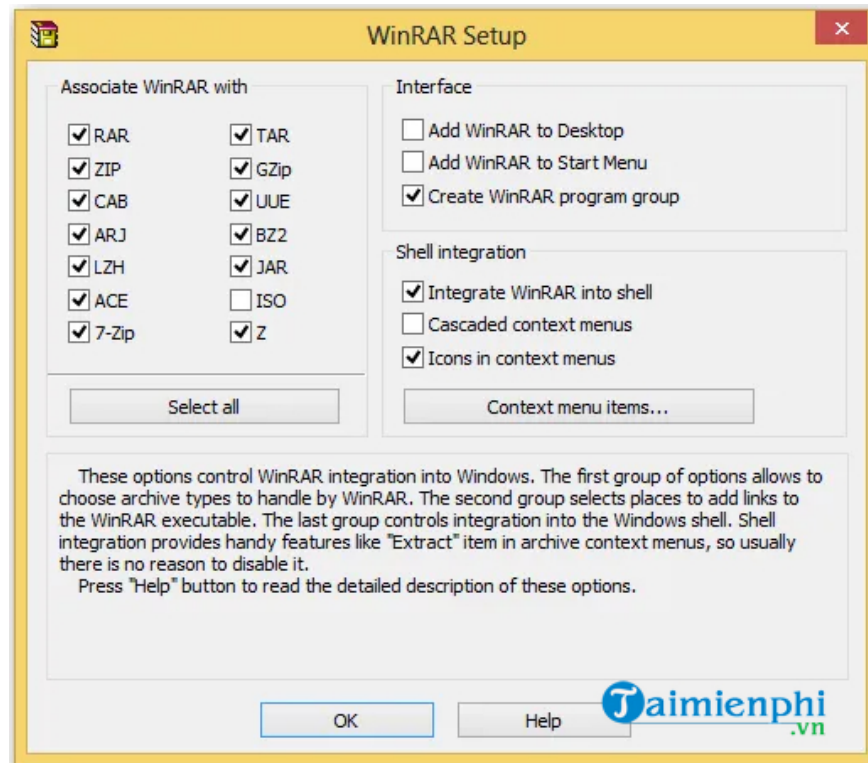 WinRAR Setup
Associate WinRAR with
RAR
TAR
ZIP
GZip
CAB
UUE
ARJ
BZ2
LZH
JAR
ACE
ISO
7-Zip
Z
Select all
Interface
Add WinRAR to Desktop
Add WinRAR to Start Menu
Create WinRAR program group
Shell integration
Integrate WinRAR into shell
Cascaded context menus
Icons in context menus
Context menu items...
These options control WinRAR integration into Windows. The first group of options allows to
choose archive types to handle by WinRAR. The second group selects places to add links to
the WinRAR executable. The last group controls integration into the Windows shell. Shell
integration provides handy features like "Extract" item in archive context menus, so usually
there is no reason to disable it.
Press "Help" button to read the detailed description of these options.
OK
Help
Taimienphi
.vn